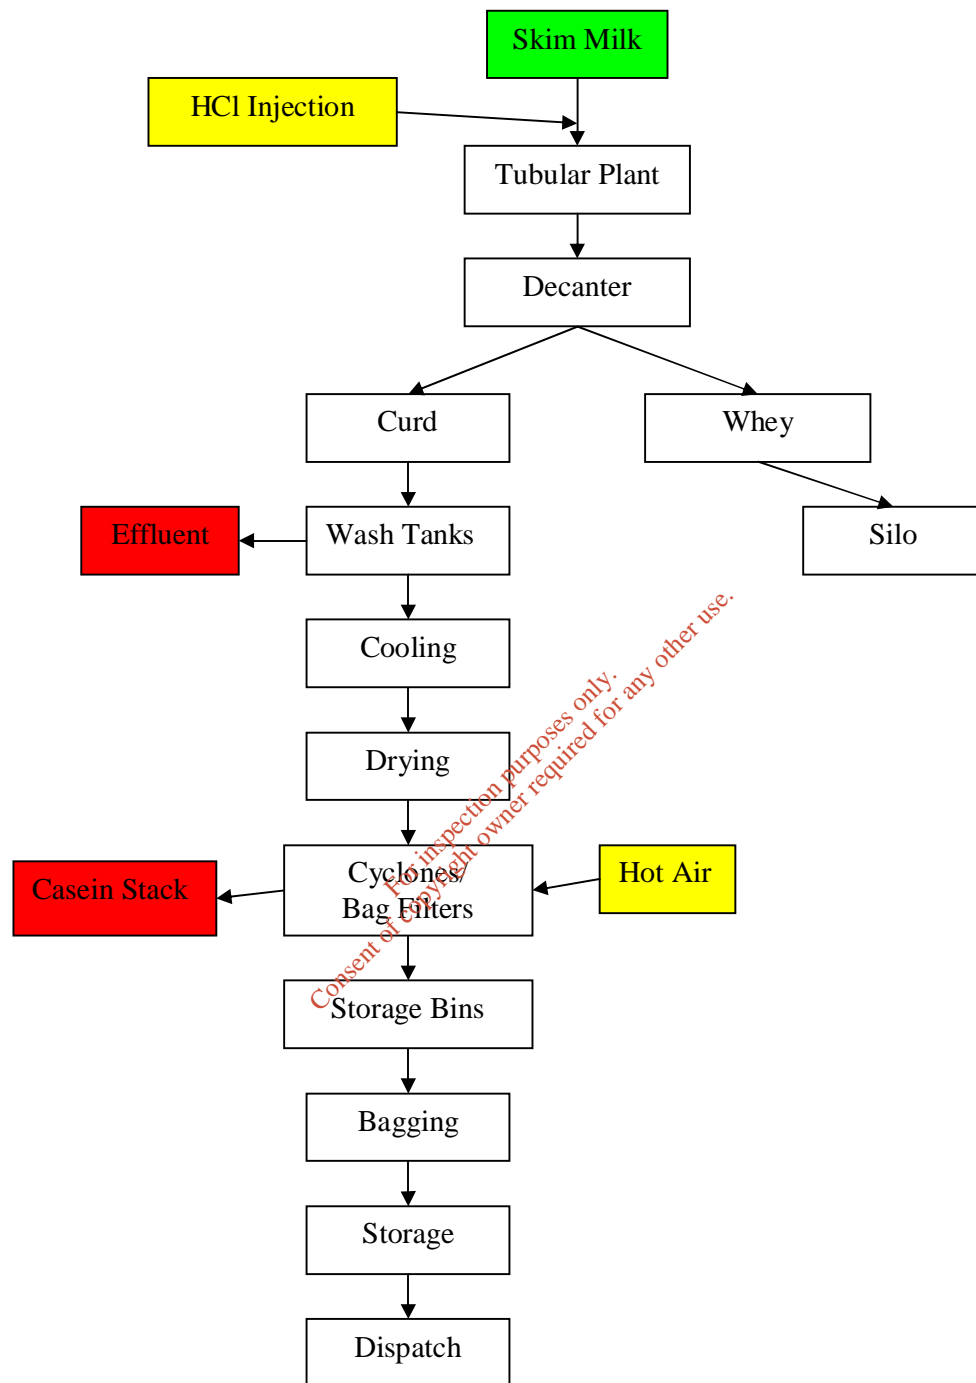 Skim Milk
HCl Injection
Tubular Plant
Decanter
Curd
Whey
Effluent
Wash Tanks
Silo
Cooling
Drying
Casein Stack
Cyclones/
Bag Filters
Hot Air
Storage Bins
Bagging
Storage
Dispatch
For inspection purposes only.
Consent of copyright owner required for any other use.